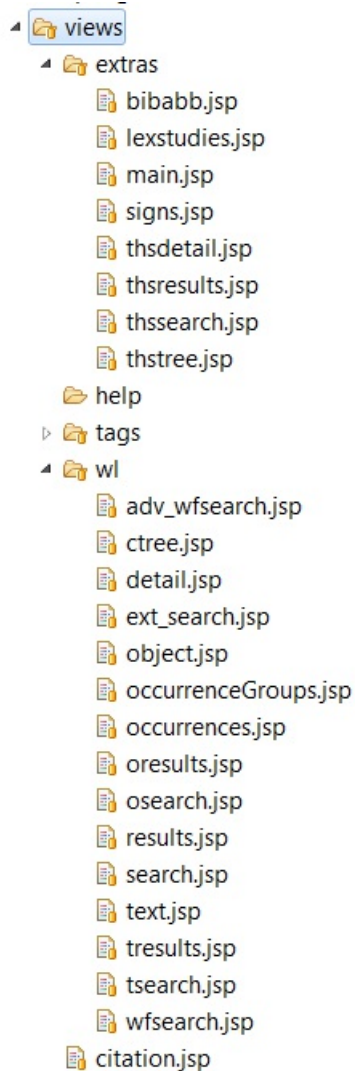 views
extras
bibabb.jsp
lexstudies.jsp
main.jsp
signs.jsp
thsdetail.jsp
thsresults.jsp
thssearch.jsp
thstree.jsp
help
tags
wl
adv_wfsearch.jsp
ctree.jsp
detail.jsp
ext_search.jsp
object.jsp
occurrenceGroups.jsp
occurrences.jsp
oresults.jsp
osearch.jsp
results.jsp
search.jsp
text.jsp
tresults.jsp
tsearch.jsp
wfsearch.jsp
citation.jsp